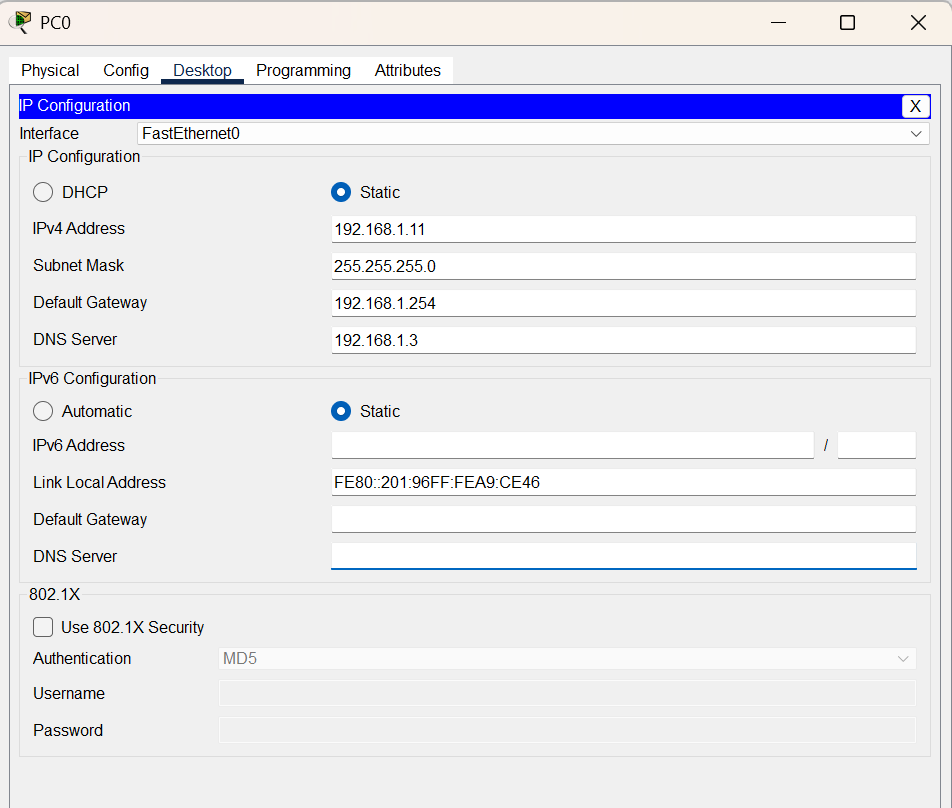 PC0
Physical Config Desktop Programming Attributes
IP Configuration X
Interface FastEthernet0
IP Configuration
DHCP Static
IPv4 Address 192.168.1.11
Subnet Mask 255.255.255.0
Default Gateway 192.168.1.254
DNS Server 192.168.1.3
IPv6 Configuration
Automatic Static
IPv6 Address /
Link Local Address FE80::201:96FF:FEA9:CE46
Default Gateway
DNS Server
802.1X
Use 802.1X Security
Authentication MD5
Username
Password